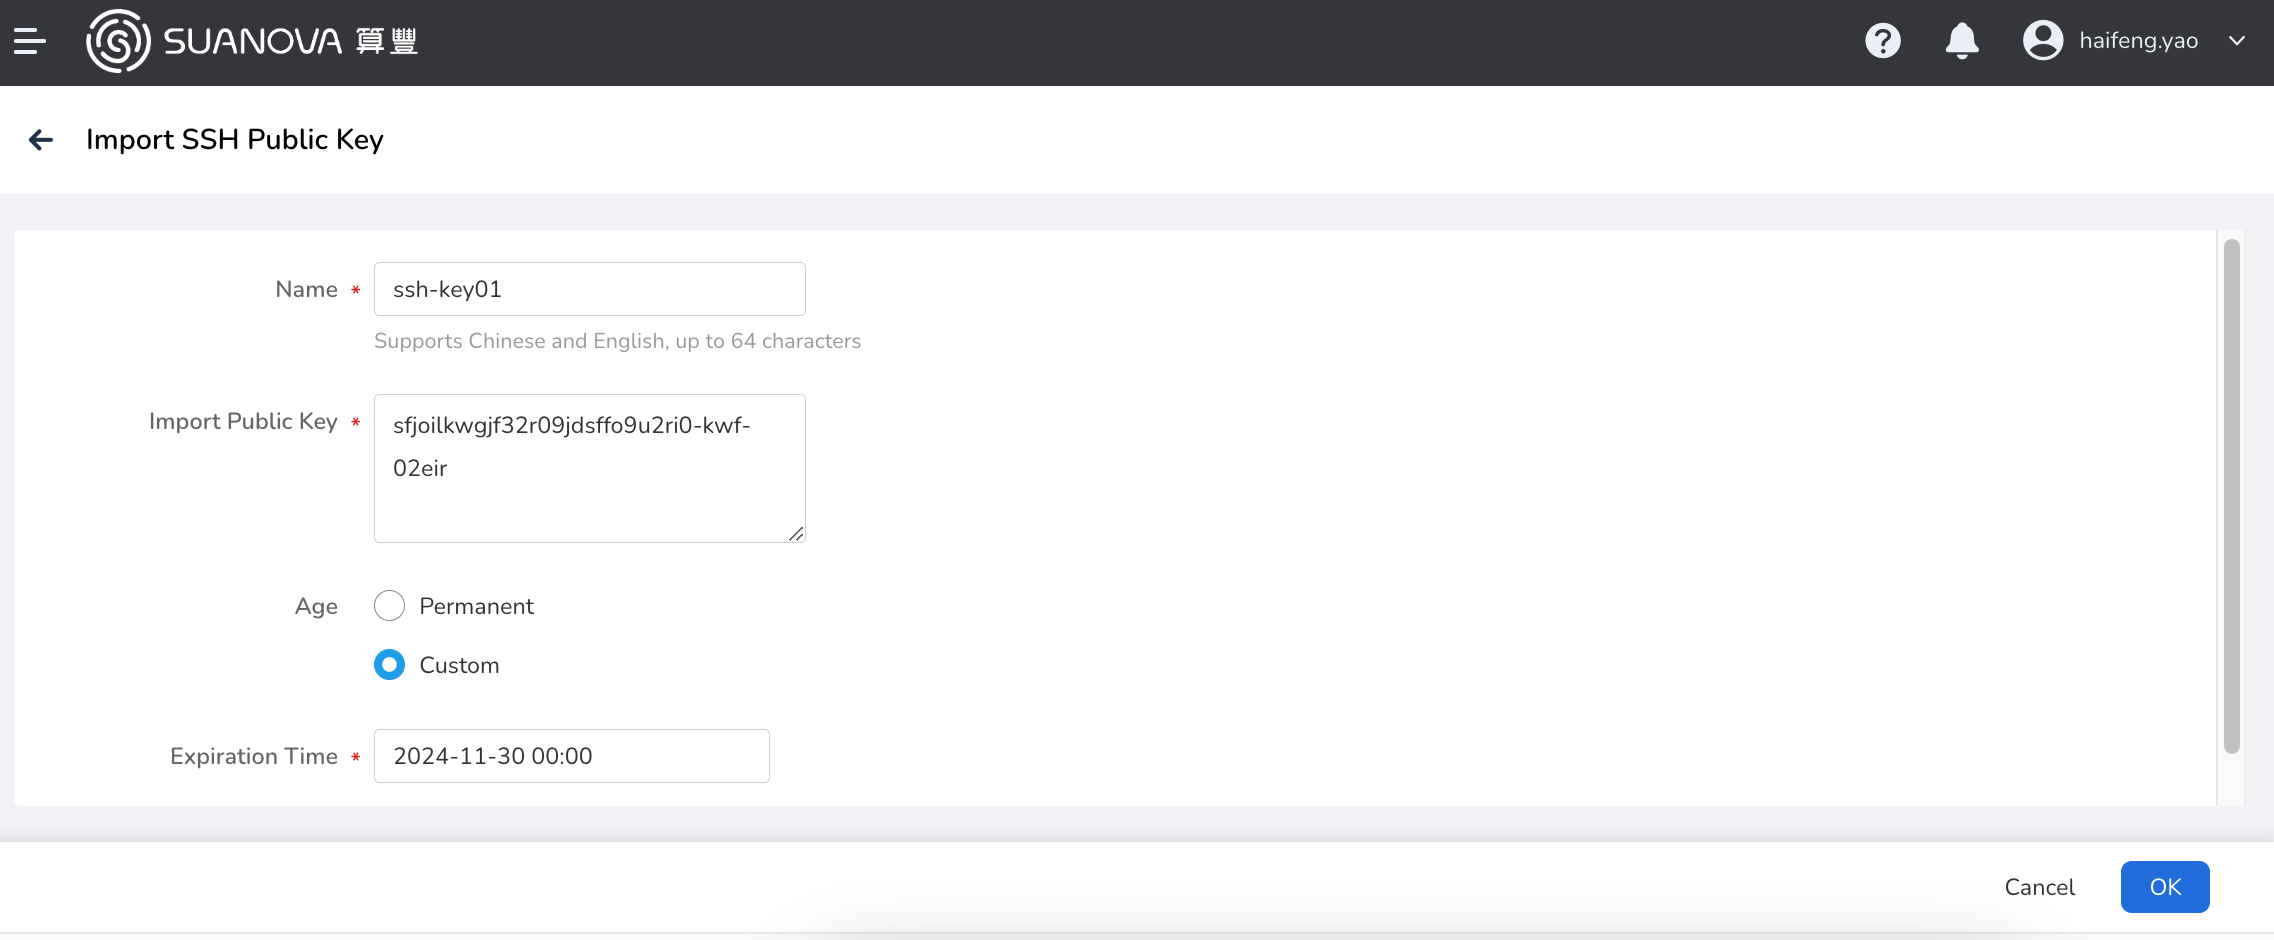 SUANOVA 算豐
haifeng.yao
Import SSH Public Key
Name *
ssh-key01
Supports Chinese and English, up to 64 characters
Import Public Key *
sfjoilkwgjf32r09jdsffo9u2ri0-kwf-
02eir
Age
Permanent
Custom
Expiration Time *
2024-11-30 00:00
Cancel
OK